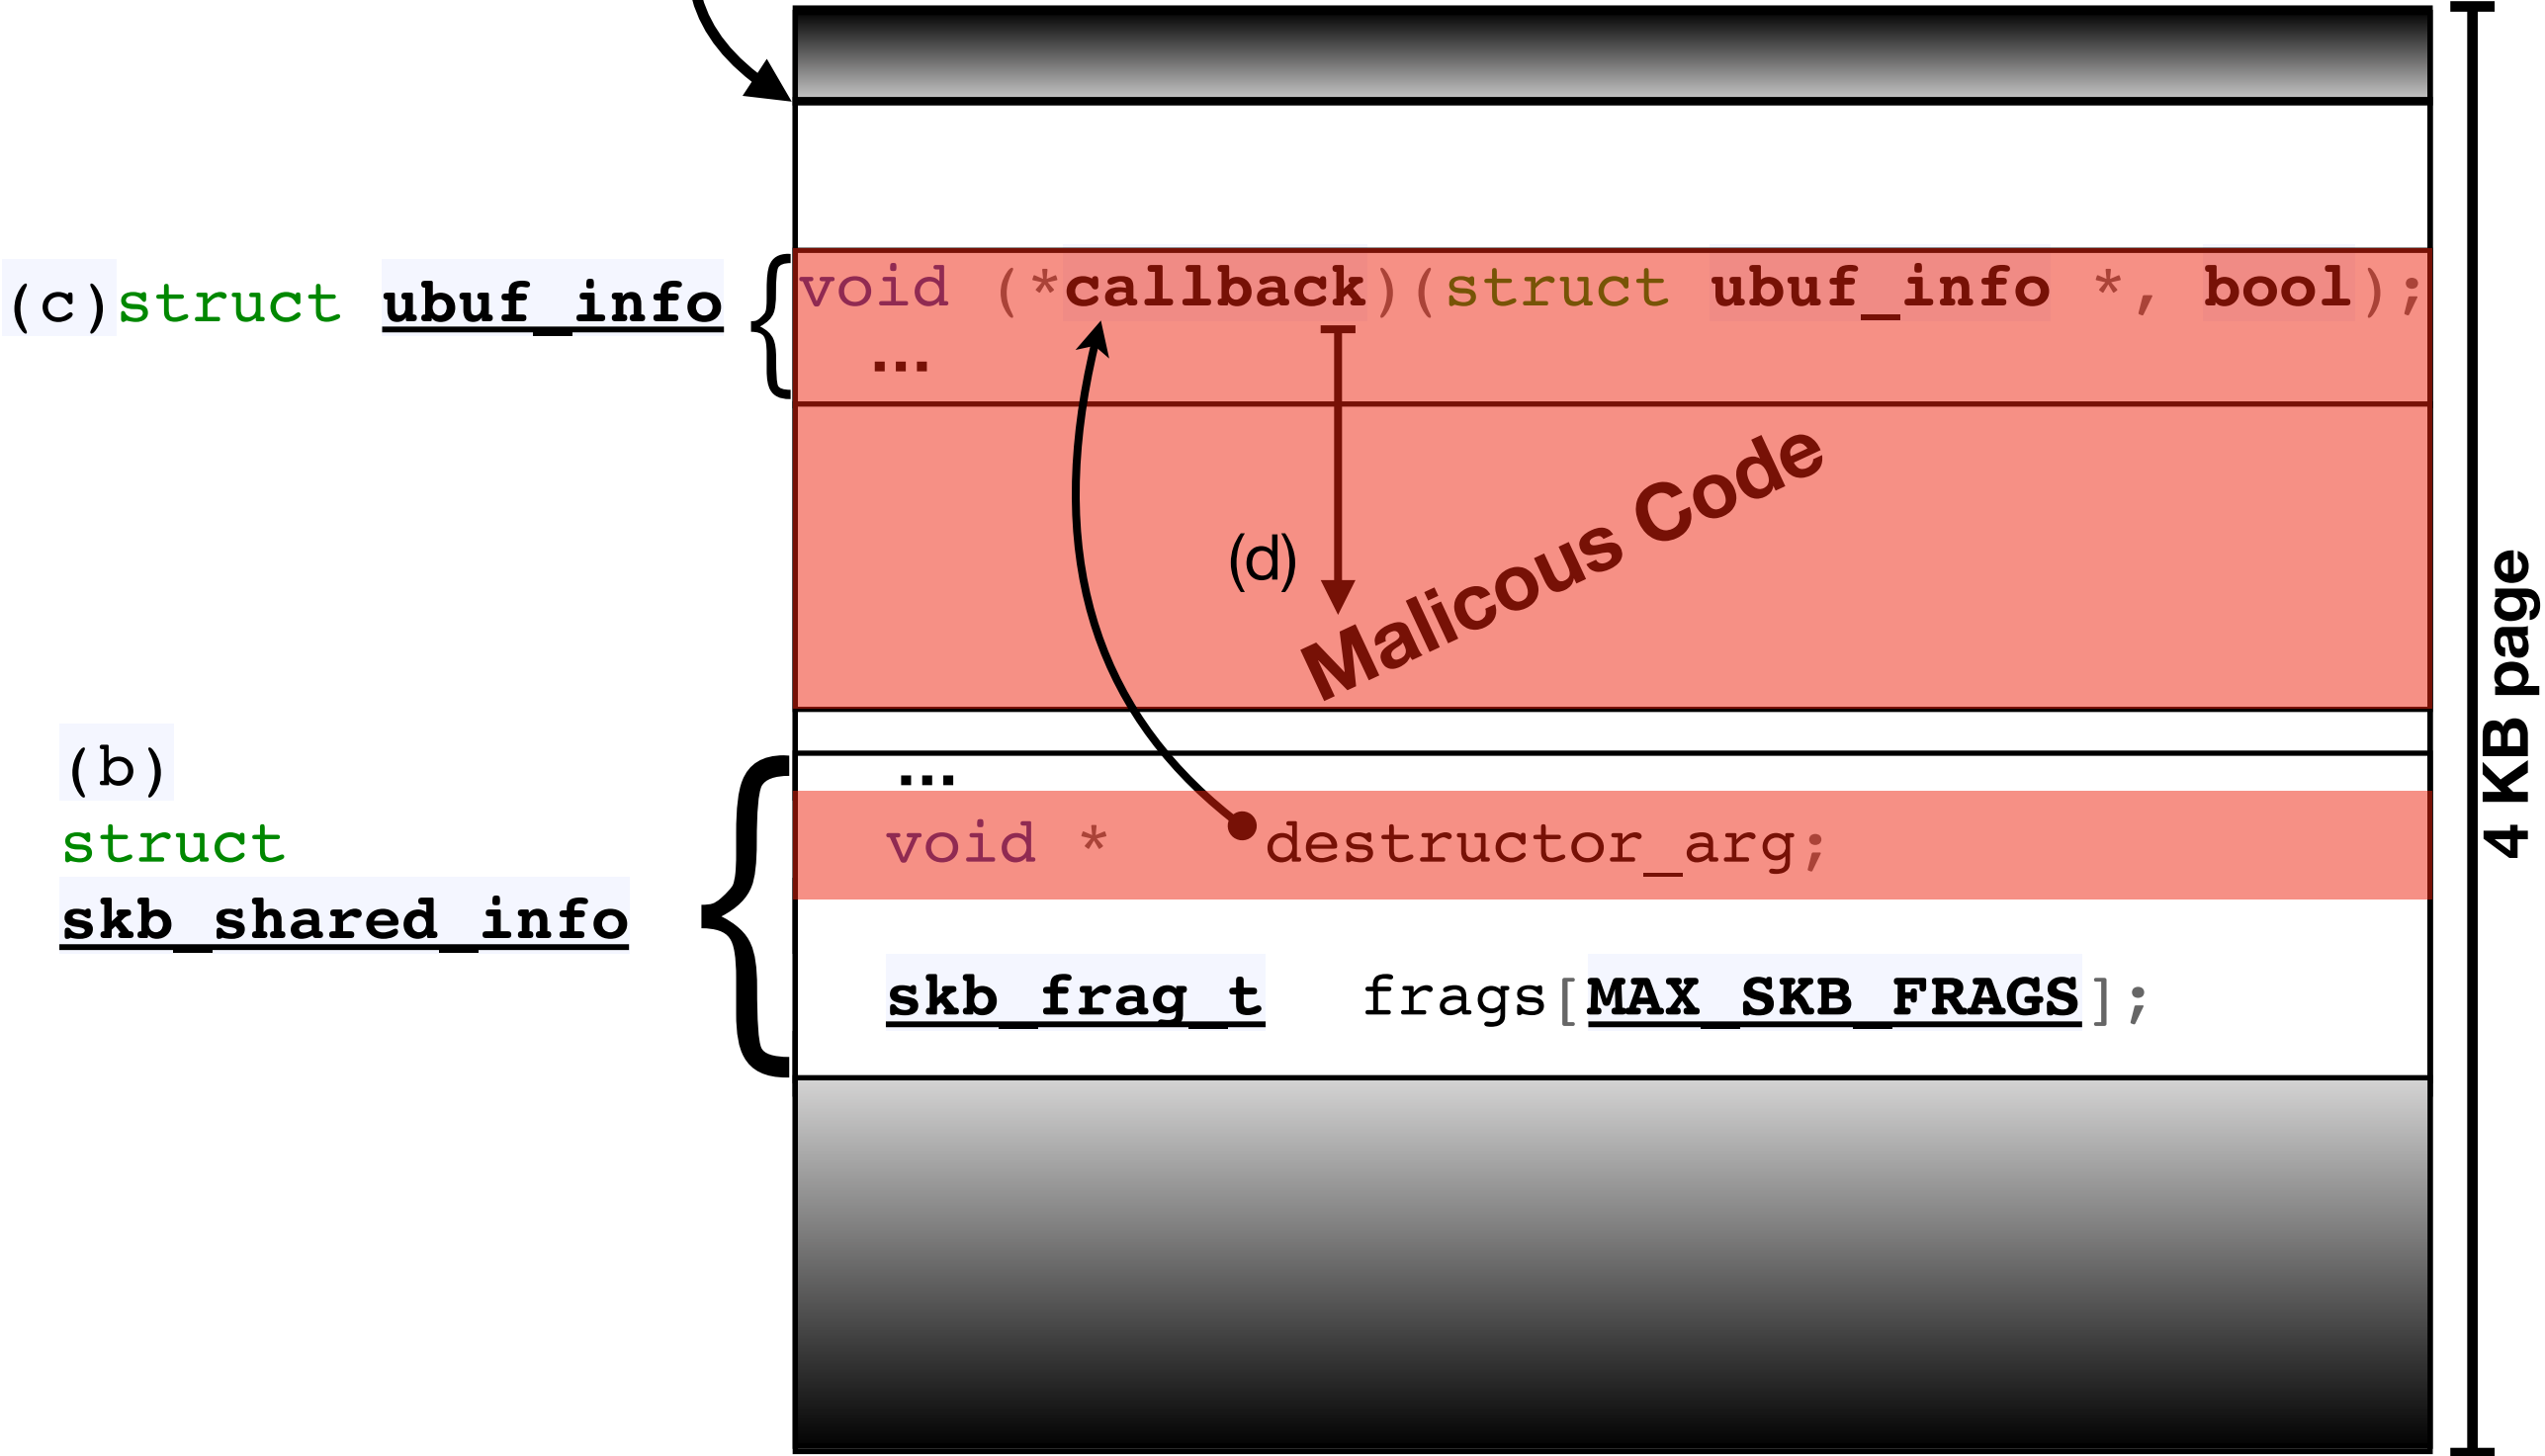 (c)struct ubuf_info
void (*callback)(struct ubuf_info *, bool);
...
(d)
Malicous Code
(b)
struct
skb_shared_info
...
void * destructor_arg;
skb_frag_t frags[MAX_SKB_FRAGS];
4 KB page